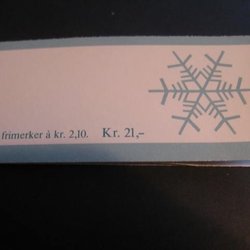 frimerker à kr. 2,10. Kr. 21,–